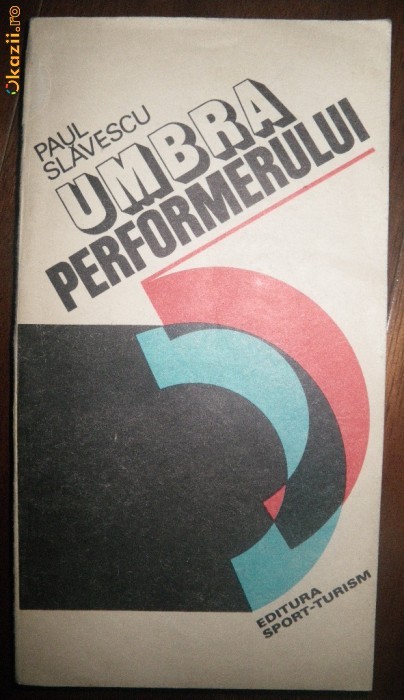 Okazii.ro
PAUL
SLĂVESCU
UMBRA
PERFORMERULUI
EDITURA
SPORT-TURISM